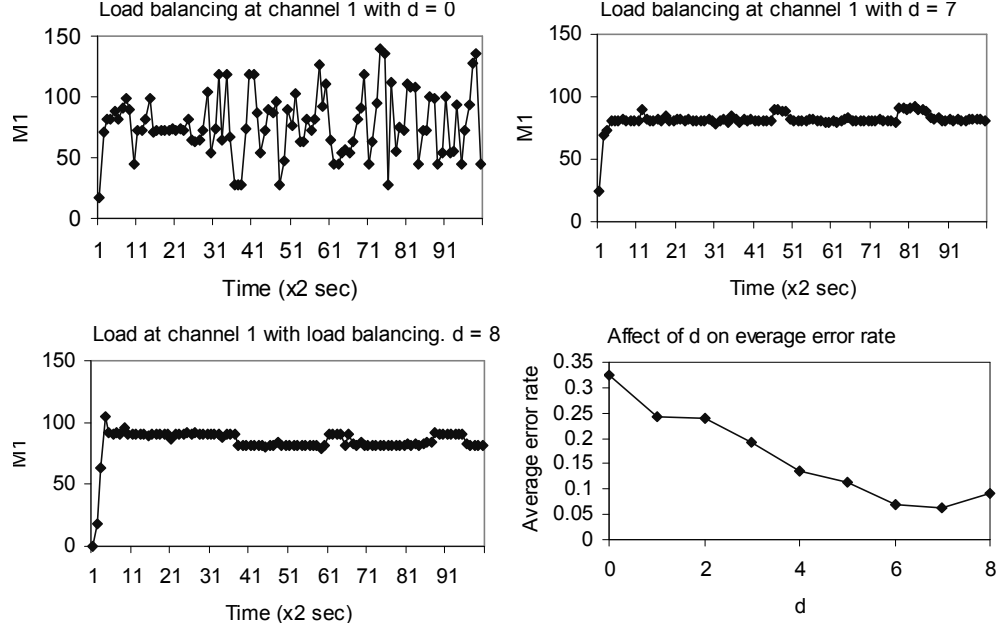 Load balancing at channel 1 with d = 0
150
100
50
0
M1
1 11 21 31 41 51 61 71 81 91
Time (x2 sec)
Load balancing at channel 1 with d = 7
150
100
50
0
M1
1 11 21 31 41 51 61 71 81 91
Time (x2 sec)
Load at channel 1 with load balancing. d = 8
150
100
50
0
M1
1 11 21 31 41 51 61 71 81 91
Time (x2 sec)
Affect of d on everage error rate
0.35
0.3
0.25
0.2
0.15
0.1
0.05
0
Average error rate
0 2 4 6 8
d